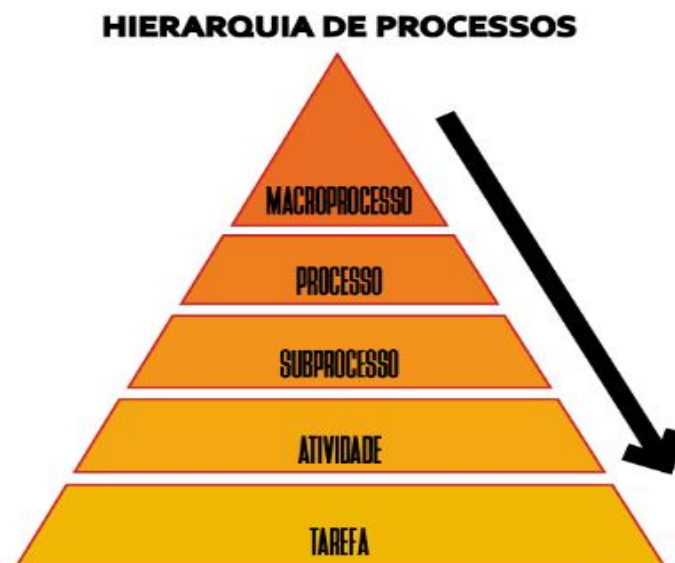 HIERARQUIA DE PROCESSOS
MACROPROCESSO
PROCESSO
SUBPROCESSO
ATIVIDADE
TAREFA